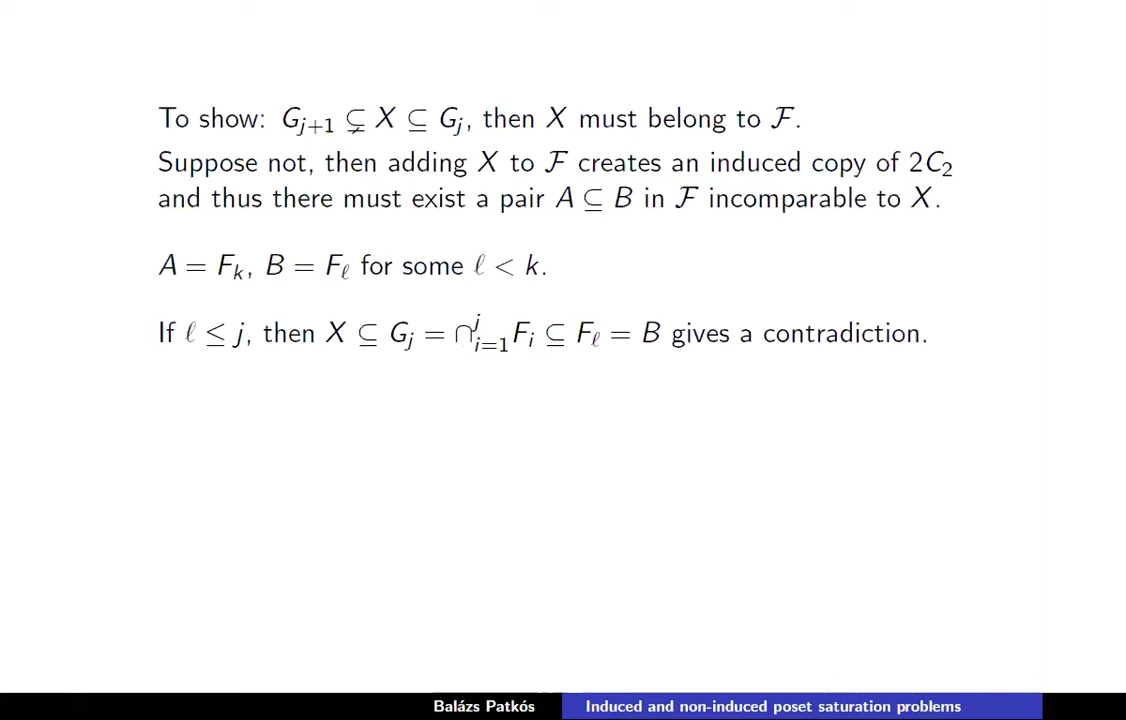 To show: G_{j+1} ⊊ X ⊆ G_j, then X must belong to ℱ.
Suppose not, then adding X to ℱ creates an induced copy of 2C_2
and thus there must exist a pair A ⊆ B in ℱ incomparable to X.
A = F_k, B = F_ℓ for some ℓ < k.
If ℓ ≤ j, then X ⊆ G_j = ∩_{i=1}^j F_i ⊆ F_ℓ = B gives a contradiction.
Balázs Patkós Induced and non-induced poset saturation problems